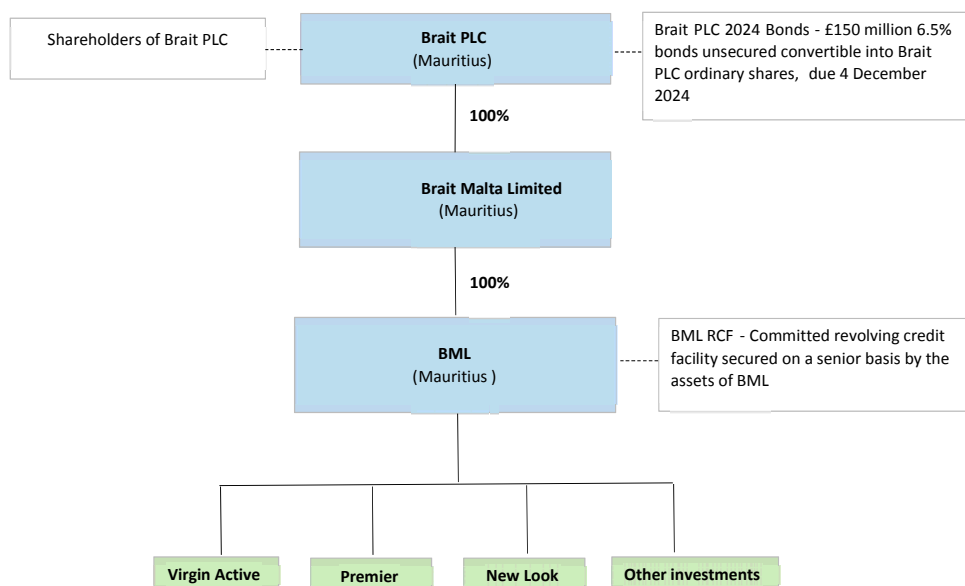 Shareholders of Brait PLC
Brait PLC
(Mauritius)
Brait PLC 2024 Bonds - £150 million 6.5%
bonds unsecured convertible into Brait
PLC ordinary shares,  due 4 December
2024
100%
Brait Malta Limited
(Mauritius)
100%
BML
(Mauritius )
BML RCF - Committed revolving credit
facility secured on a senior basis by the
assets of BML
Virgin Active
Premier
New Look
Other investments